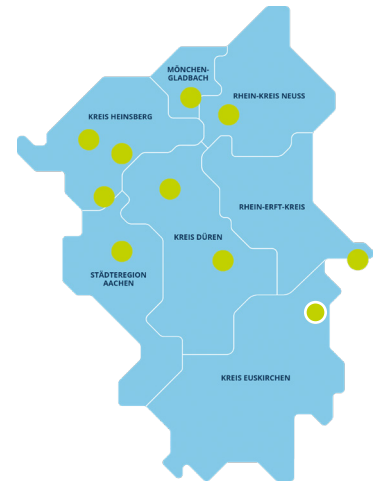 MÖNCHEN-
GLADBACH
RHEIN-KREIS NEUSS
KREIS HEINSBERG
RHEIN-ERFT-KREIS
KREIS DÜREN
STÄDTEREGION
AACHEN
KREIS EUSKIRCHEN